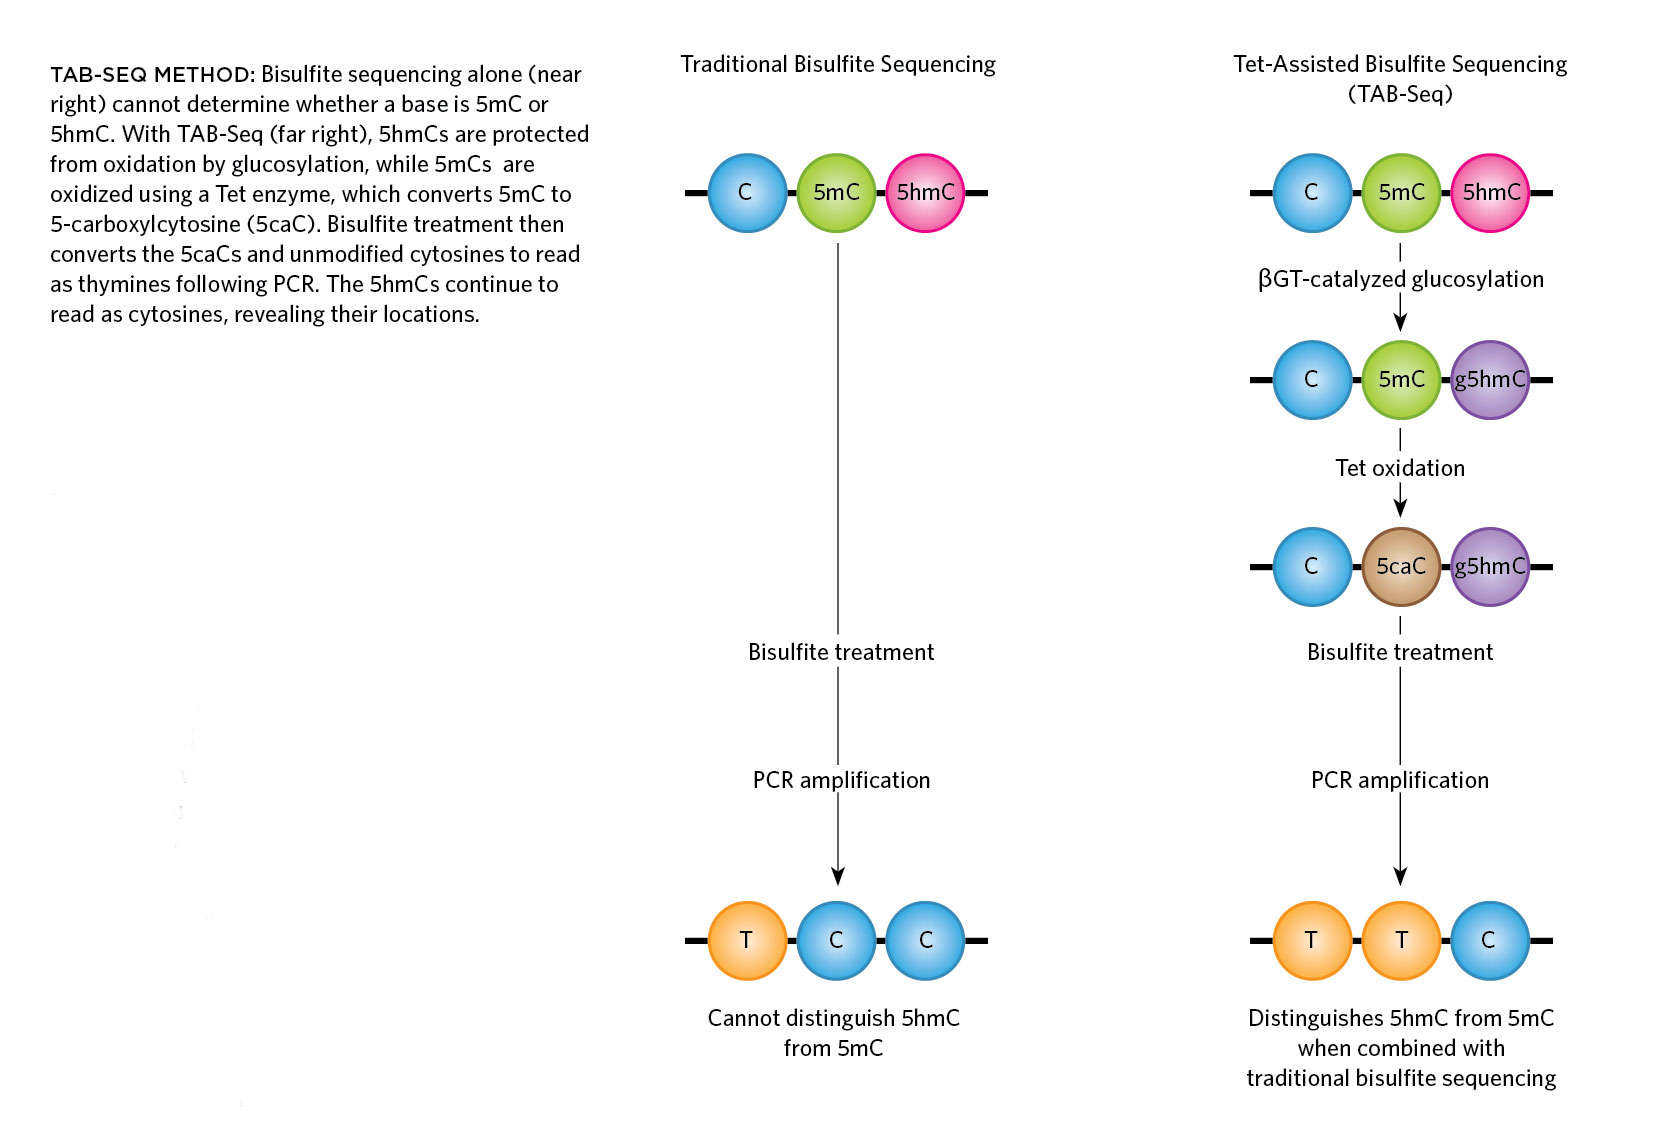 TAB-SEQ METHOD: Bisulfite sequencing alone (near
right) cannot determine whether a base is 5mC or
5hmC. With TAB-Seq (far right), 5hmCs are protected
from oxidation by glucosylation, while 5mCs are
oxidized using a Tet enzyme, which converts 5mC to
5-carboxylcytosine (5caC). Bisulfite treatment then
converts the 5caCs and unmodified cytosines to read
as thymines following PCR. The 5hmCs continue to
read as cytosines, revealing their locations.
Traditional Bisulfite Sequencing
C 5mC 5hmC
Bisulfite treatment
PCR amplification
T C C
Cannot distinguish 5hmC
from 5mC
Tet-Assisted Bisulfite Sequencing
(TAB-Seq)
C 5mC 5hmC
βGT-catalyzed glucosylation
C 5mC g5hmC
Tet oxidation
C 5caC g5hmC
Bisulfite treatment
PCR amplification
T T C
Distinguishes 5hmC from 5mC
when combined with
traditional bisulfite sequencing